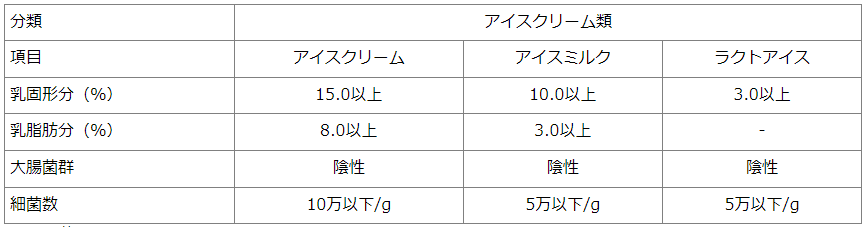 分類 アイスクリーム類
項目 アイスクリーム アイスミルク ラクトアイス
乳固形分（％） 15.0以上 10.0以上 3.0以上
乳脂肪分（％） 8.0以上 3.0以上 -
大腸菌群 陰性 陰性 陰性
細菌数 10万以下/g 5万以下/g 5万以下/g